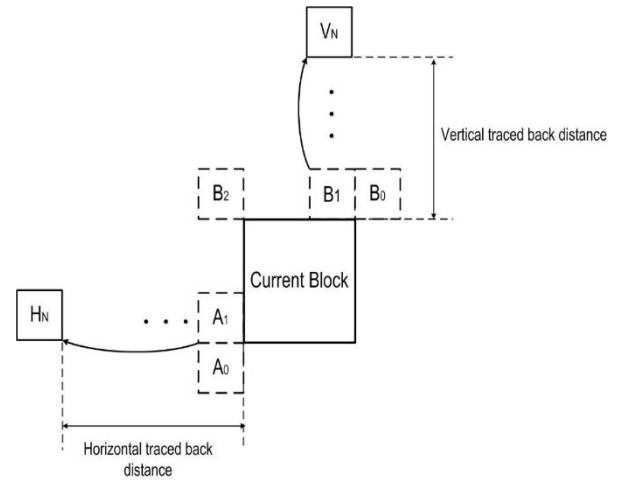 VN
Vertical traced back distance
B2
B1
B0
Current Block
HN
A1
A0
Horizontal traced back
distance